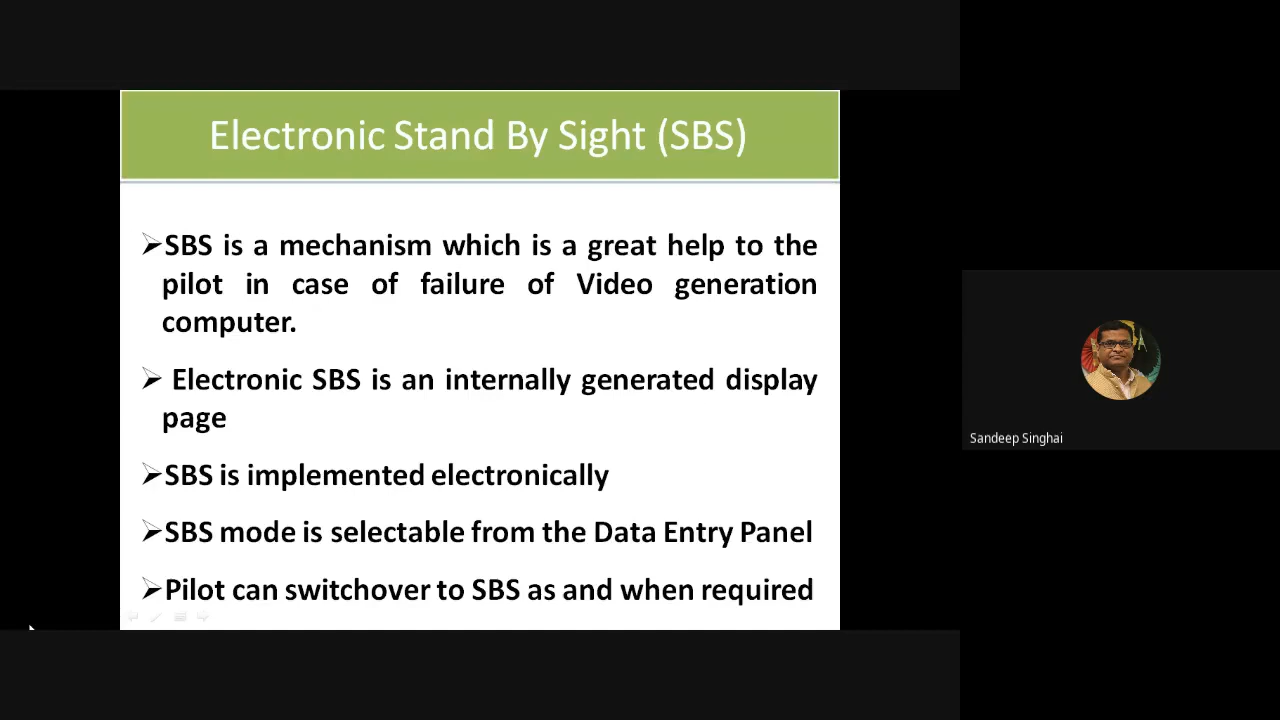 Electronic Stand By Sight (SBS)
➢SBS is a mechanism which is a great help to the
pilot in case of failure of Video generation
computer.
➢ Electronic SBS is an internally generated display
page
➢SBS is implemented electronically
➢SBS mode is selectable from the Data Entry Panel
➢Pilot can switchover to SBS as and when required
Sandeep Singhai